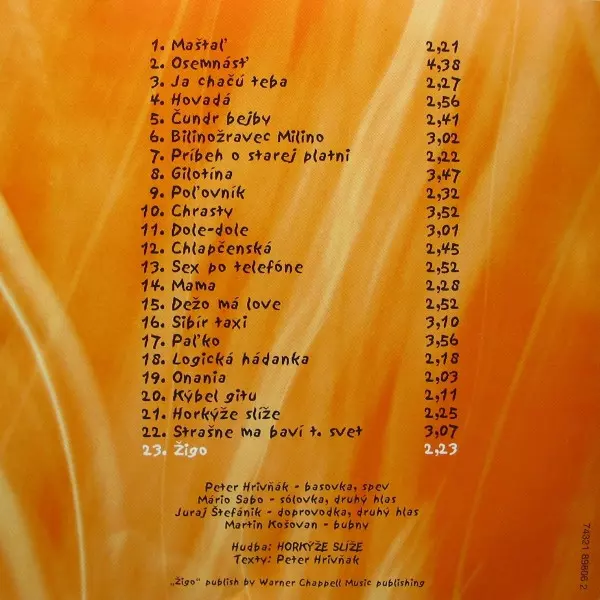 1. Maštaľ 2,21
2. Osemnásť 4,38
3. Ja chačú teba 2,27
4. Hovadá 2,56
5. Čundr bejby 2,41
6. Bilinožravec Milino 3,02
7. Príbeh o starej platni 2,22
8. Gilotína 3,47
9. Poľovník 2,32
10. Chrasty 3,52
11. Dole-dole 3,01
12. Chlapčenská 2,45
13. Sex po telefóne 2,52
14. Mama 2,28
15. Dežo má love 2,52
16. Sibír taxi 3,10
17. Paľko 3,56
18. Logická hádanka 2,18
19. Onania 2,03
20. Kýbel gitu 2,11
21. Horkýže slíže 2,25
22. Strašne ma baví t. svet 3,07
23. Žigo 2,23
Peter Hrivňák - basovka, spev
Mário Sabo - sólovka, druhý hlas
Juraj Štefánik - doprovodka, druhý hlas
Martin Košovan - bubny
Hudba: HORKÝŽE SLÍŽE
Texty: Peter Hrivňák
„Žigo" publish by Warner Chappell Music publishing
74321 89806 2